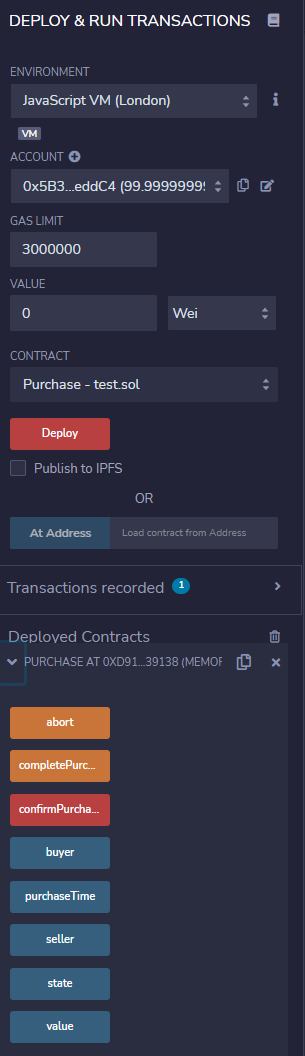 DEPLOY & RUN TRANSACTIONS
ENVIRONMENT
JavaScript VM (London)
VM
ACCOUNT
0x5B3...eddC4 (99.99999999
GAS LIMIT
3000000
VALUE
0
Wei
CONTRACT
Purchase - test.sol
Deploy
Publish to IPFS
OR
At Address
Load contract from Address
Transactions recorded 1
Deployed Contracts
PURCHASE AT 0XD91...39138 (MEMOR
abort
completePurc...
confirmPurcha...
buyer
purchaseTime
seller
state
value